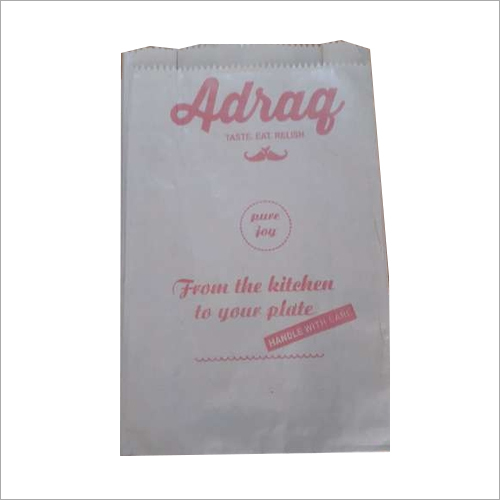 Adraq
TASTE. EAT. RELISH
pure
joy
From the kitchen
to your plate
HANDLE WITH CARE